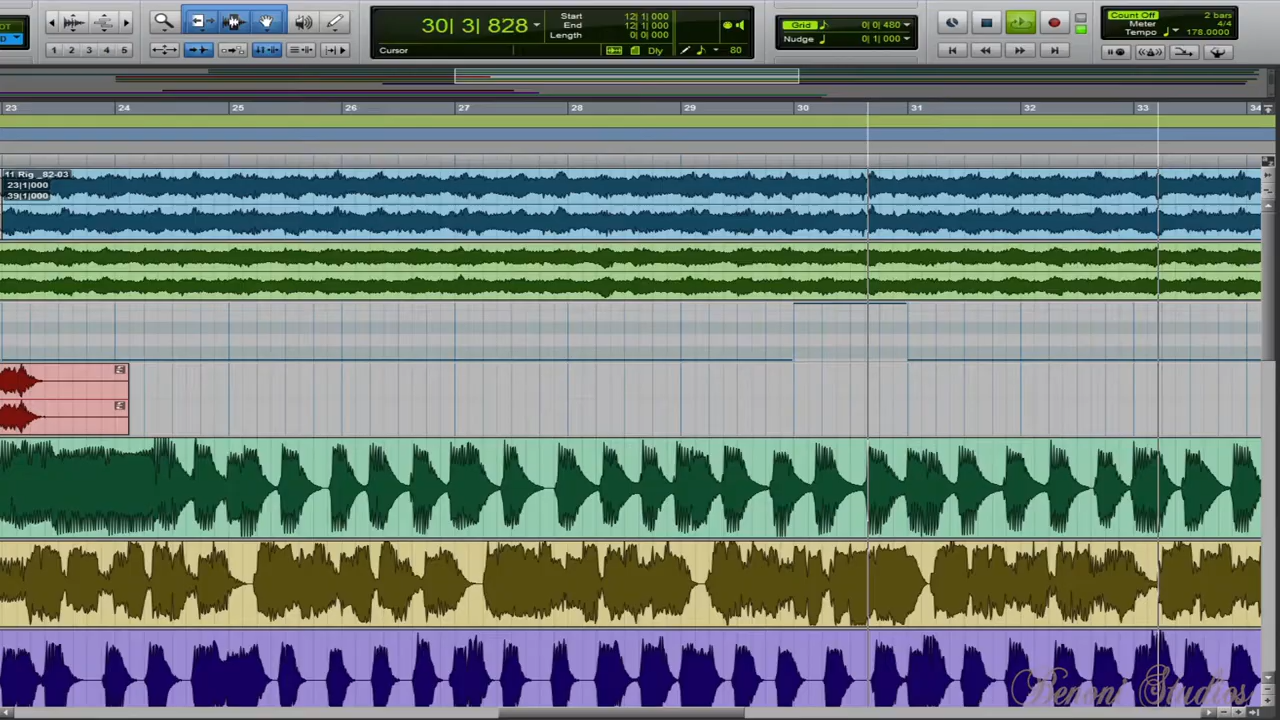 OT
30| 3| 828
Start 12| 1| 000
End 12| 1| 000
Length 0| 0| 000
Cursor
Dly
80
Grid 0| 0| 480
Nudge 0| 1| 000
Count Off 2 bars
4/4
Tempo 178.0000
1 2 3 4 5
23 24 25 26 27 28 29 30 31 32 33 34
11 Rig _82-03
23|1|000
39|1|000
Benoni Studios